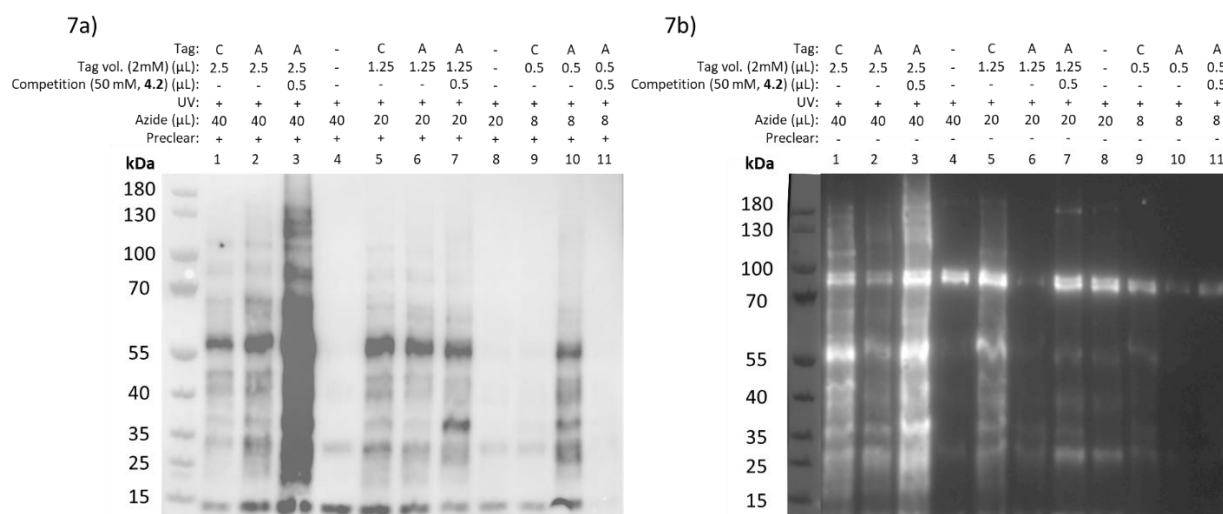 7a)
Tag: C A A - C A A - C A A
Tag vol. (2mM) (µL): 2.5 2.5 2.5 1.25 1.25 1.25 0.5 0.5 0.5
Competition (50 mM, 4.2) (µL): - - 0.5 - - 0.5 - - 0.5
UV: + + + + + + + + + + +
Azide (µL): 40 40 40 40 20 20 20 20 8 8 8
Preclear: + + + + + + + + + + +
kDa 1 2 3 4 5 6 7 8 9 10 11
180
130
100
70
55
40
35
25
15
7b)
Tag: C A A - C A A - C A A
Tag vol. (2mM) (µL): 2.5 2.5 2.5 1.25 1.25 1.25 0.5 0.5 0.5
Competition (50 mM, 4.2) (µL): - - 0.5 - - 0.5 - - 0.5
UV: + + + + + + + + + + +
Azide (µL): 40 40 40 40 20 20 20 20 8 8 8
Preclear: - - - - - - - - - - -
kDa 1 2 3 4 5 6 7 8 9 10 11
180
130
100
70
55
40
35
25
15